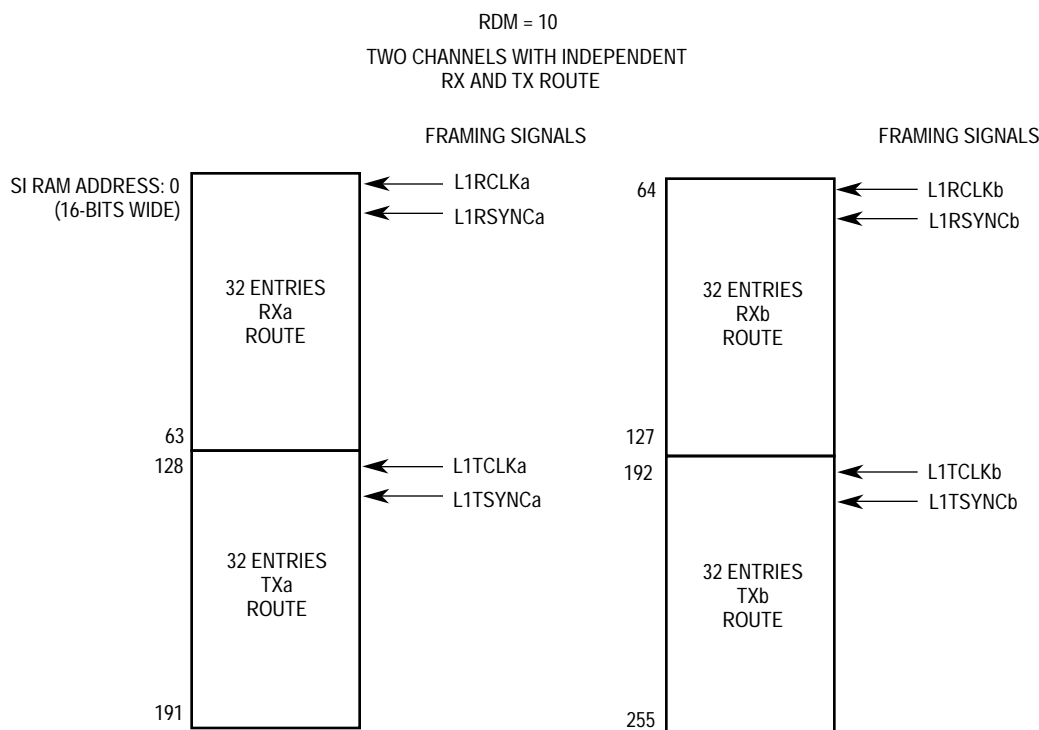 RDM = 10
TWO CHANNELS WITH INDEPENDENT
RX AND TX ROUTE
FRAMING SIGNALS
FRAMING SIGNALS
SI RAM ADDRESS: 0
(16-BITS WIDE)
L1RCLKa
L1RSYNCa
32 ENTRIES
RXa
ROUTE
63
128
L1TCLKa
L1TSYNCa
32 ENTRIES
TXa
ROUTE
191
64
L1RCLKb
L1RSYNCb
32 ENTRIES
RXb
ROUTE
127
192
L1TCLKb
L1TSYNCb
32 ENTRIES
TXb
ROUTE
255